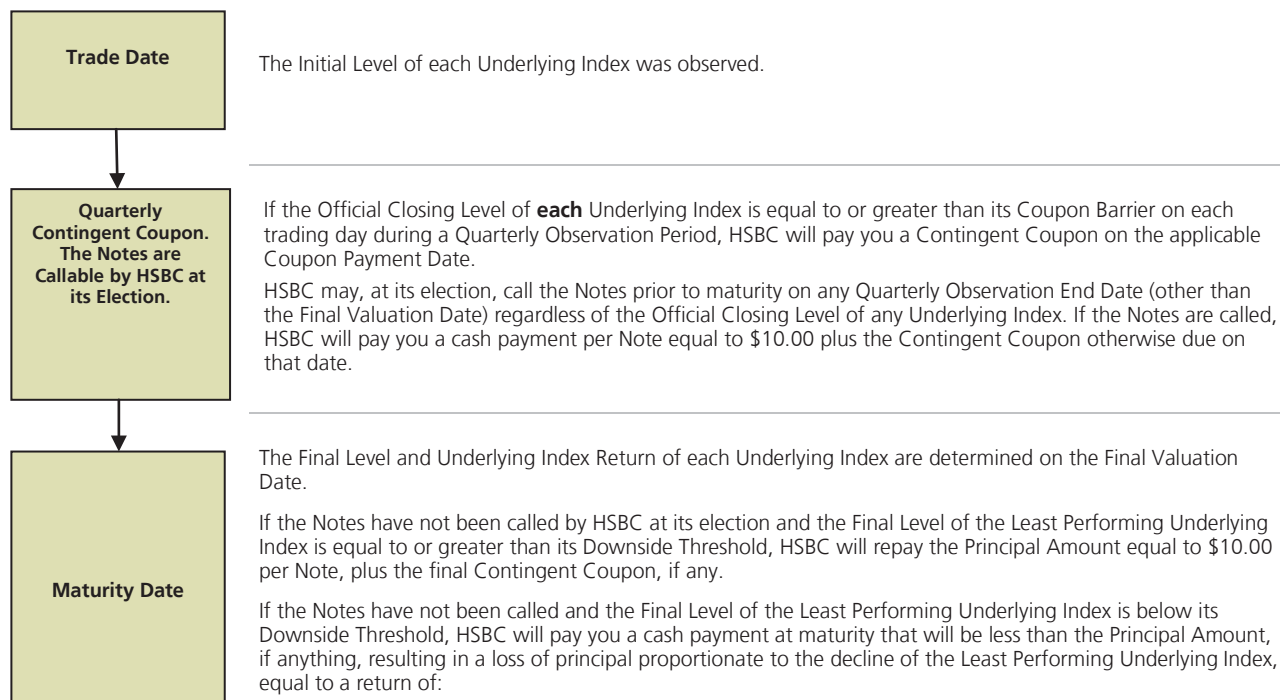 Trade Date
The Initial Level of each Underlying Index was observed.
Quarterly
Contingent Coupon.
The Notes are
Callable by HSBC at
its Election.
If the Official Closing Level of each Underlying Index is equal to or greater than its Coupon Barrier on each
trading day during a Quarterly Observation Period, HSBC will pay you a Contingent Coupon on the applicable
Coupon Payment Date.
HSBC may, at its election, call the Notes prior to maturity on any Quarterly Observation End Date (other than
the Final Valuation Date) regardless of the Official Closing Level of any Underlying Index. If the Notes are called,
HSBC will pay you a cash payment per Note equal to $10.00 plus the Contingent Coupon otherwise due on
that date.
Maturity Date
The Final Level and Underlying Index Return of each Underlying Index are determined on the Final Valuation
Date.
If the Notes have not been called by HSBC at its election and the Final Level of the Least Performing Underlying
Index is equal to or greater than its Downside Threshold, HSBC will repay the Principal Amount equal to $10.00
per Note, plus the final Contingent Coupon, if any.
If the Notes have not been called and the Final Level of the Least Performing Underlying Index is below its
Downside Threshold, HSBC will pay you a cash payment at maturity that will be less than the Principal Amount,
if anything, resulting in a loss of principal proportionate to the decline of the Least Performing Underlying Index,
equal to a return of: